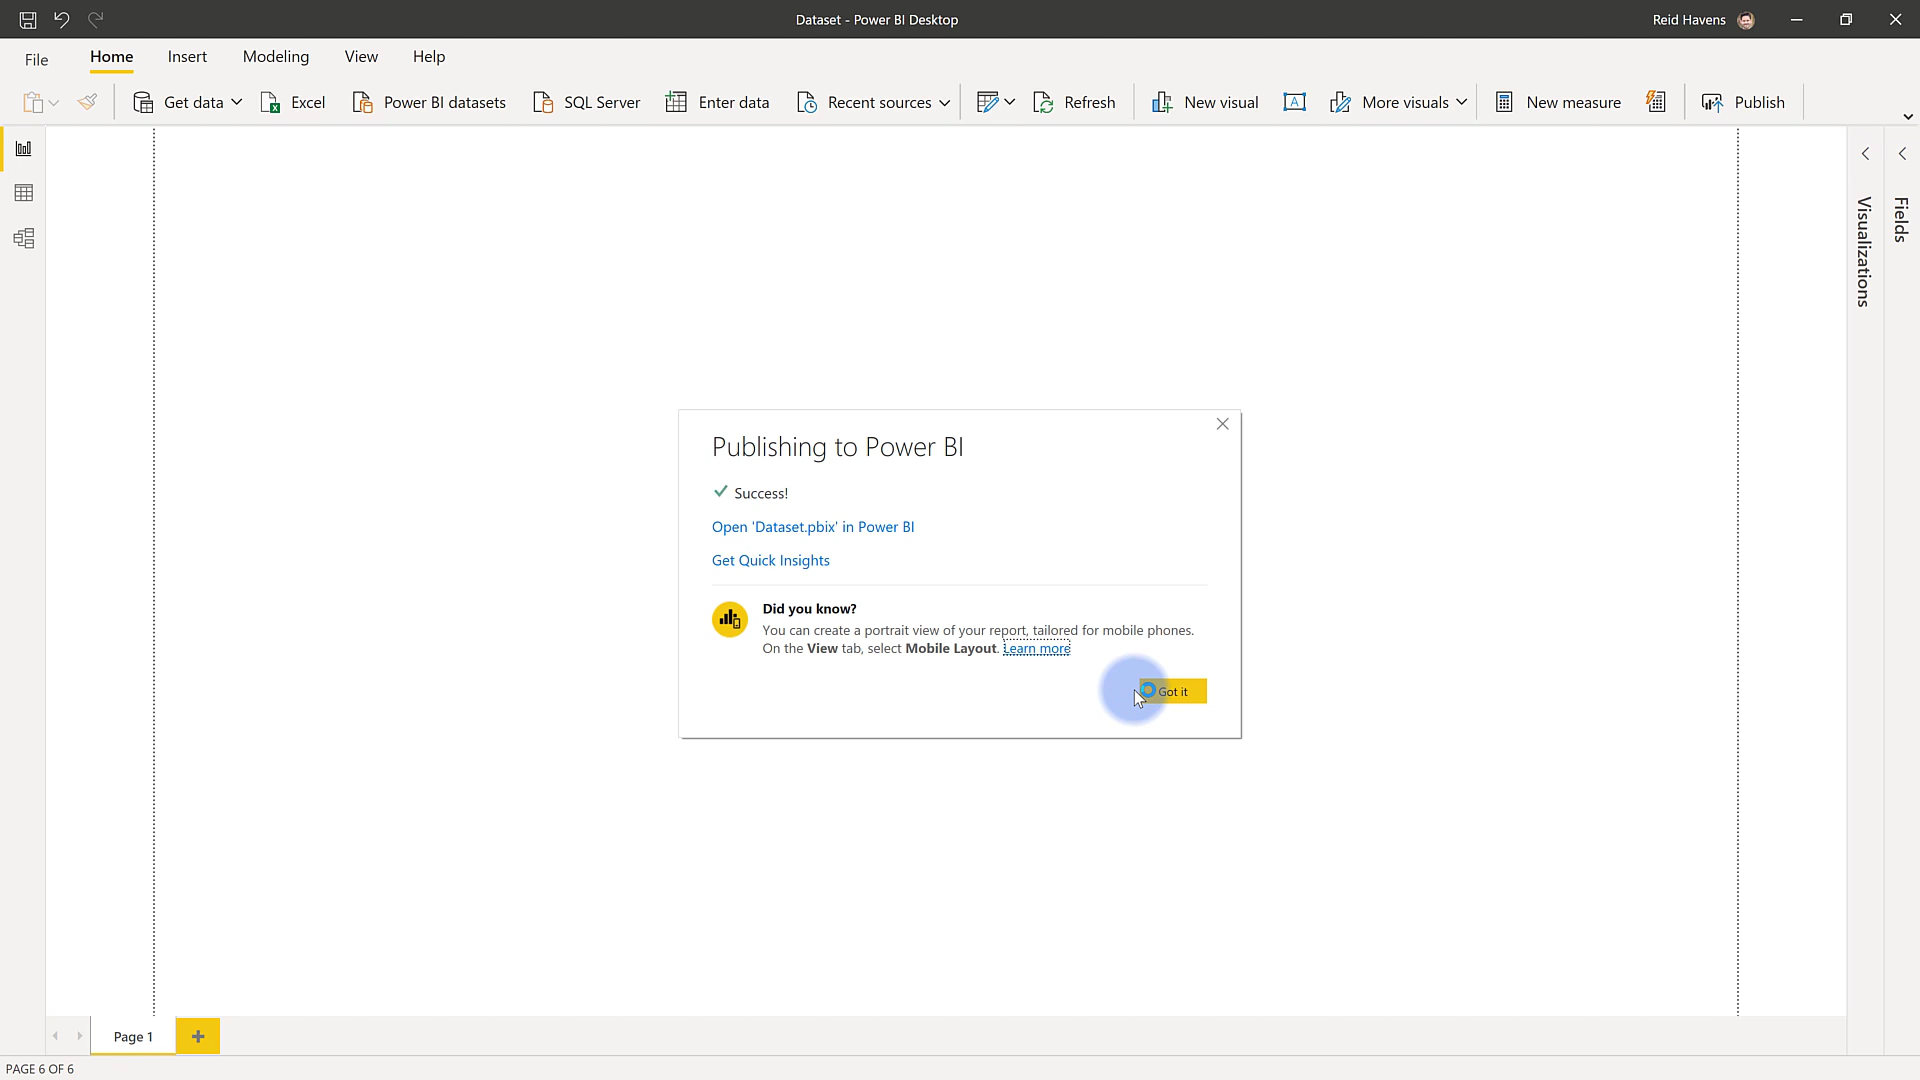 Dataset - Power BI Desktop
Reid Havens
File Home Insert Modeling View Help
Get data Excel Power BI datasets SQL Server Enter data Recent sources Refresh New visual More visuals New measure Publish
Visualizations
Fields
Publishing to Power BI
Success!
Open 'Dataset.pbix' in Power BI
Get Quick Insights
Did you know?
You can create a portrait view of your report, tailored for mobile phones.
On the View tab, select Mobile Layout. Learn more
Got it
Page 1
PAGE 6 OF 6